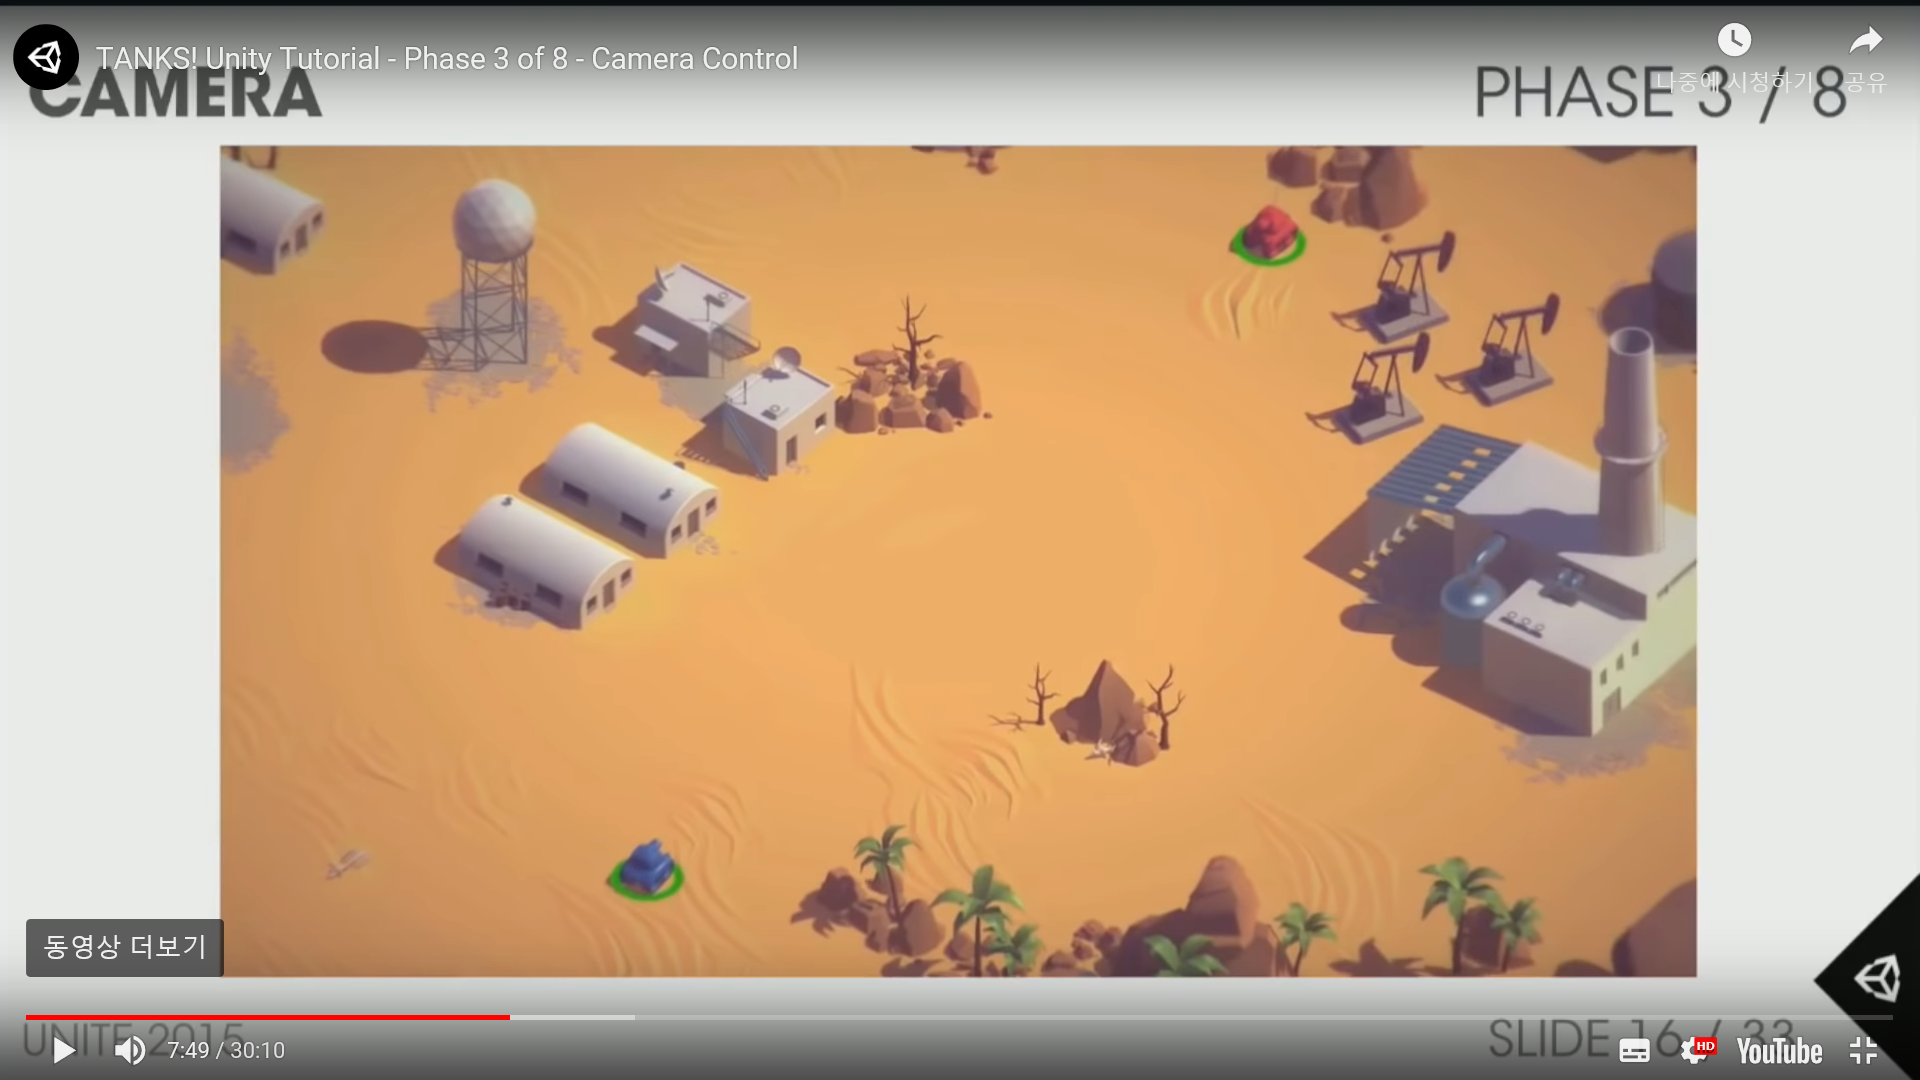 TANKS! Unity Tutorial - Phase 3 of 8 - Camera Control
CAMERA
PHASE 3 / 8
나중에 시청하기
공유
동영상 더보기
UNITE 2015
SLIDE 16 / 33
7:49 / 30:10
HD
YouTube